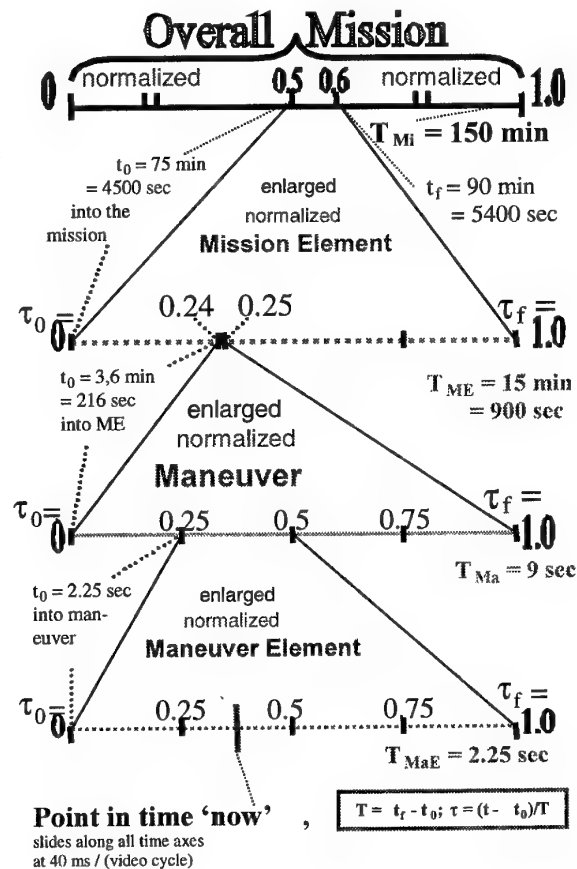 Overall Mission
0 normalized 0.5 0.6 normalized 1.0
T Mi = 150 min
t0 = 75 min
= 4500 sec
into the
mission
enlarged
normalized
Mission Element
tf = 90 min
= 5400 sec
τ0 =
0
0.24 0.25
τf =
1.0
t0 = 3,6 min
= 216 sec
into ME
enlarged
normalized
Maneuver
T ME = 15 min
= 900 sec
τ0 =
0
0.25 0.5 0.75
τf =
1.0
t0 = 2.25 sec
into man-
euver
enlarged
normalized
Maneuver Element
T Ma = 9 sec
τ0 =
0
0.25 0.5 0.75
τf =
1.0
T MaE = 2.25 sec
Point in time ‘now’ ,
slides along all time axes
at 40 ms / (video cycle)
T = tf - t0; τ = (t- t0)/T